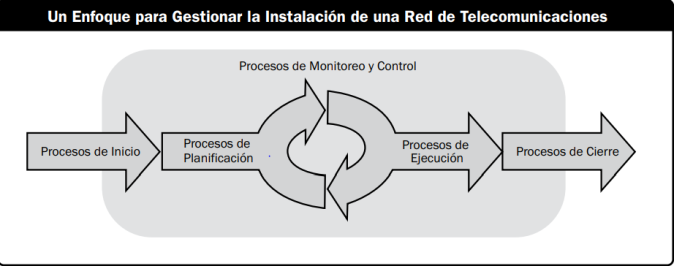 Un Enfoque para Gestionar la Instalación de una Red de Telecomunicaciones
Procesos de Monitoreo y Control
Procesos de Inicio
Procesos de
Planificación
Procesos de
Ejecución
Procesos de Cierre